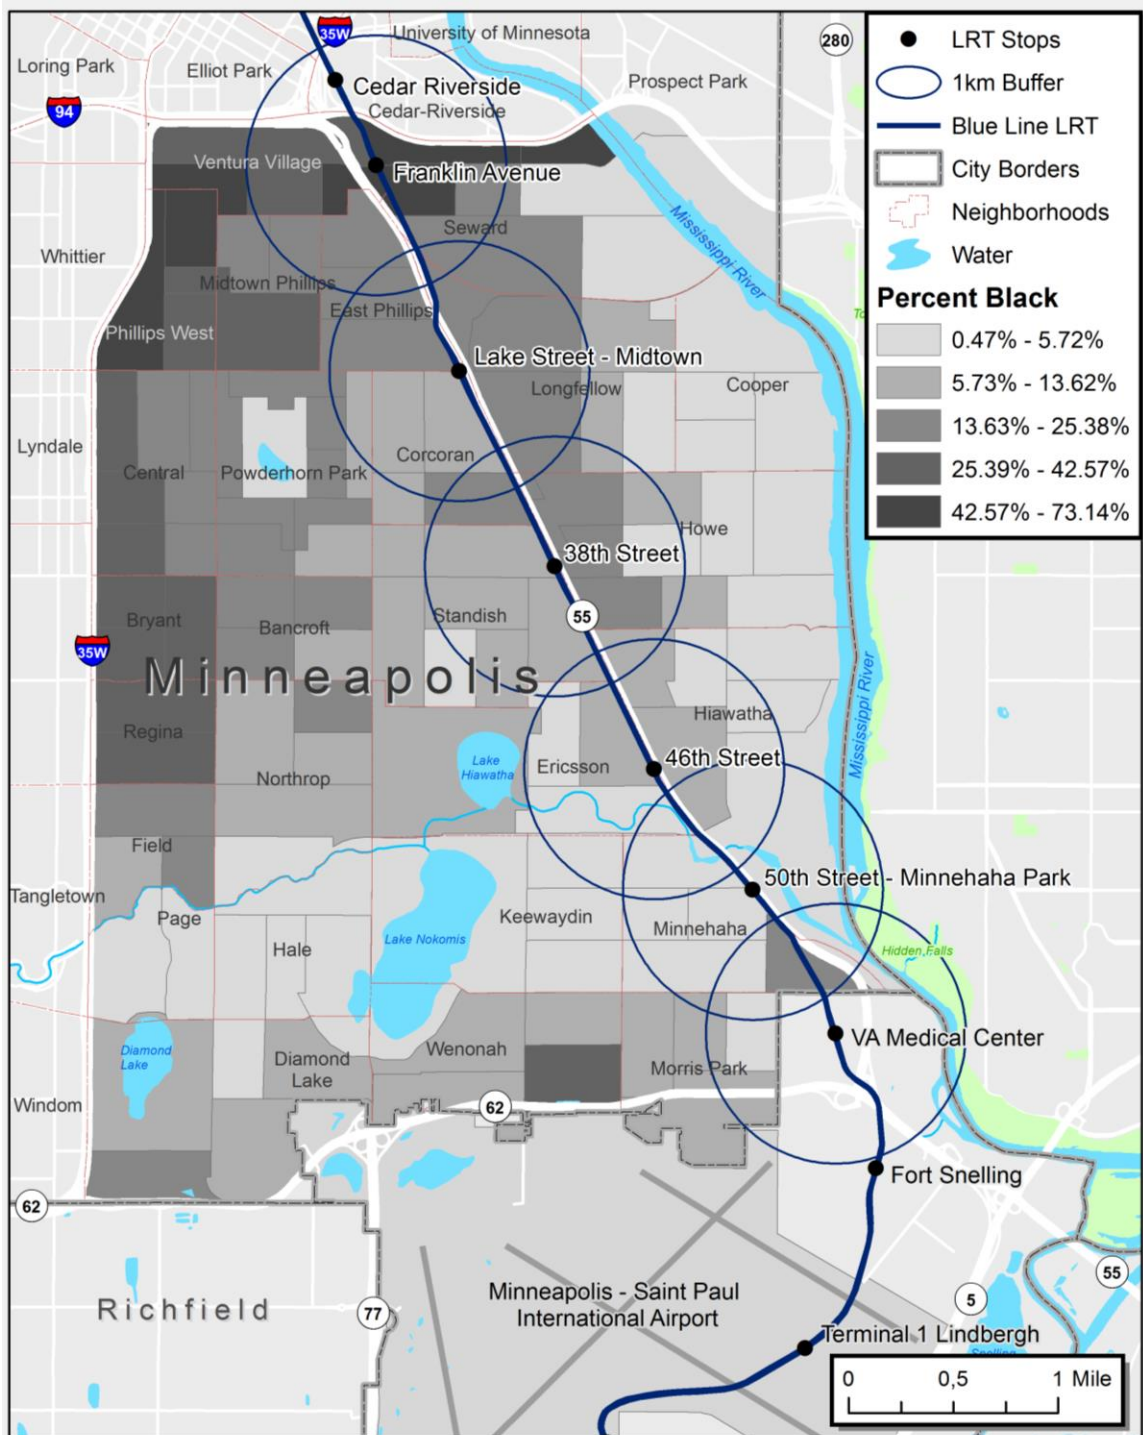 35W
University of Minnesota
280
Loring Park
Elliot Park
Prospect Park
Cedar Riverside
94
Cedar-Riverside
Ventura Village
Franklin Avenue
Mississippi River
Seward
Whittier
Midtown Phillips
East Phillips
Phillips West
Lake Street - Midtown
Longfellow
Cooper
Lyndale
Corcoran
Central
Powderhorn Park
Howe
38th Street
Bryant
Bancroft
Standish
55
35W
Minneapolis
Mississippi River
Regina
Hiawatha
Lake
Hiawatha
Ericsson
46th Street
Northrop
Field
Tangletown
50th Street - Minnehaha Park
Page
Keewaydin
Minnehaha
Hale
Lake Nokomis
Hidden Falls
VA Medical Center
Diamond
Lake
Diamond
Lake
Wenonah
Morris Park
Windom
62
Fort Snelling
62
55
Minneapolis - Saint Paul
International Airport
5
Richfield
77
Terminal 1 Lindbergh
LRT Stops
1km Buffer
Blue Line LRT
City Borders
Neighborhoods
Water
Percent Black
0.47% - 5.72%
5.73% - 13.62%
13.63% - 25.38%
25.39% - 42.57%
42.57% - 73.14%
0 0,5 1 Mile